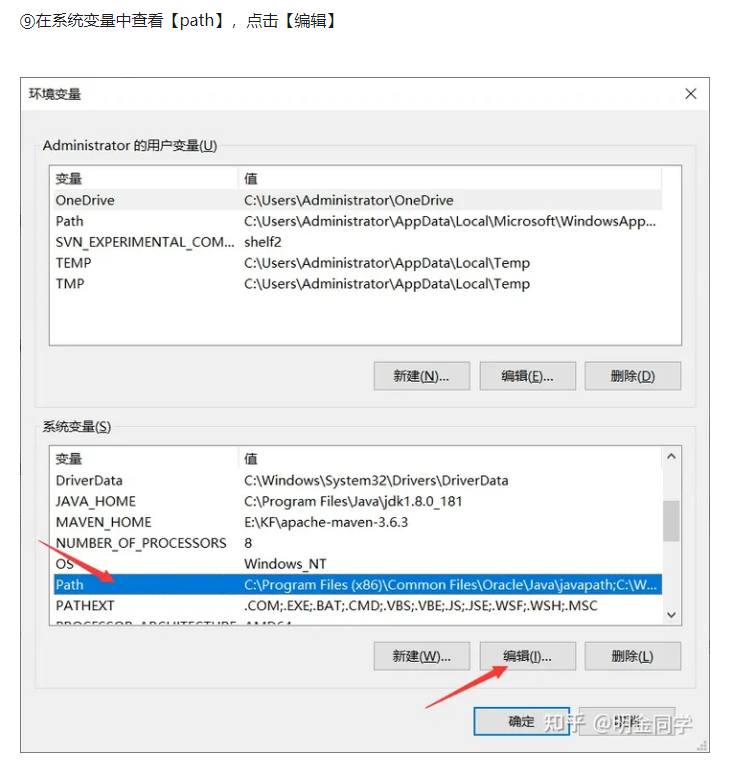 ⑨在系统变量中查看【path】，点击【编辑】
环境变量
Administrator 的用户变量(U)
变量 值
OneDrive C:\Users\Administrator\OneDrive
Path C:\Users\Administrator\AppData\Local\Microsoft\WindowsApp...
SVN_EXPERIMENTAL_COM... shelf2
TEMP C:\Users\Administrator\AppData\Local\Temp
TMP C:\Users\Administrator\AppData\Local\Temp
新建(N)... 编辑(E)... 删除(D)
系统变量(S)
变量 值
DriverData C:\Windows\System32\Drivers\DriverData
JAVA_HOME C:\Program Files\Java\jdk1.8.0_181
MAVEN_HOME E:\KF\apache-maven-3.6.3
NUMBER_OF_PROCESSORS 8
OS Windows_NT
Path C:\Program Files (x86)\Common Files\Oracle\Java\javapath;C:\W...
PATHEXT .COM;.EXE;.BAT;.CMD;.VBS;.VBE;.JS;.JSE;.WSF;.WSH;.MSC
PROCESSOR_ARCHITECTURE AMD64
新建(W)... 编辑(I)... 删除(L)
确定 取消
知乎 @明金同学